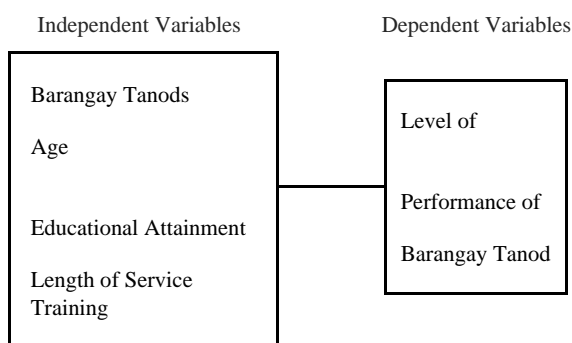 Independent Variables
Dependent Variables
Barangay Tanods
Age
Educational Attainment
Length of Service
Training
Level of
Performance of
Barangay Tanod